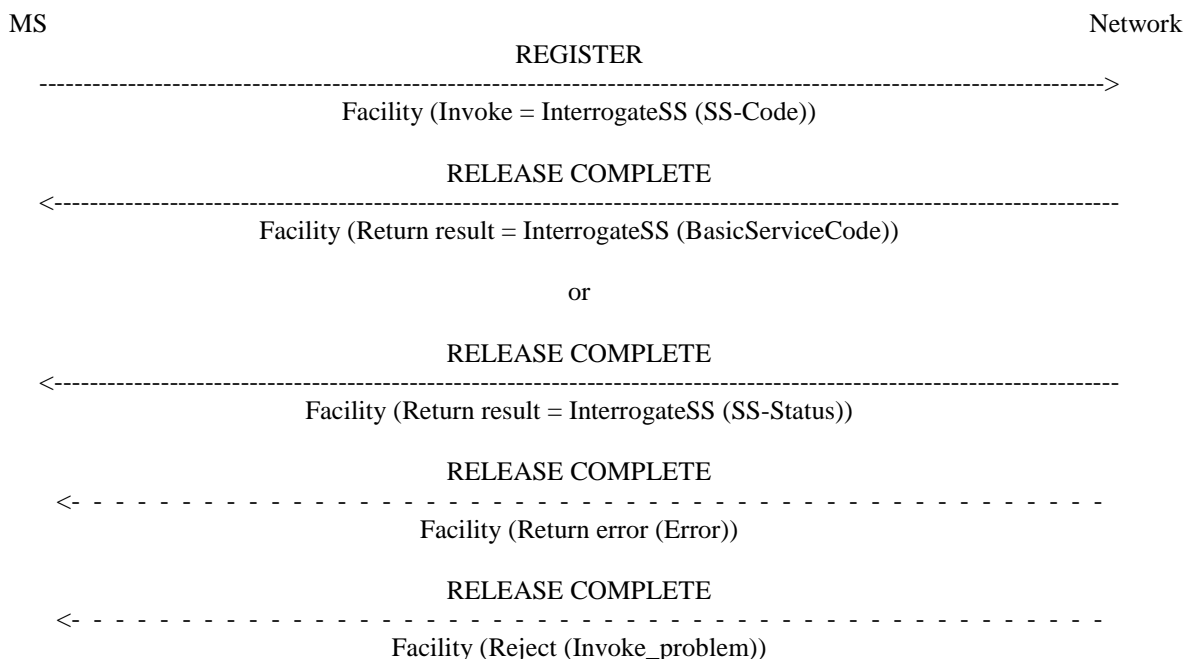 MS Network
REGISTER
------------------------------------------------------------------------------------------------------------------------>
Facility (Invoke = InterrogateSS (SS-Code))
RELEASE COMPLETE
<------------------------------------------------------------------------------------------------------------------------
Facility (Return result = InterrogateSS (BasicServiceCode))
or
RELEASE COMPLETE
<------------------------------------------------------------------------------------------------------------------------
Facility (Return result = InterrogateSS (SS-Status))
RELEASE COMPLETE
<- - - - - - - - - - - - - - - - - - - - - - - - - - - - - - - - - - - - - - - - - - - - - - - - - - - - - - - -
Facility (Return error (Error))
RELEASE COMPLETE
<- - - - - - - - - - - - - - - - - - - - - - - - - - - - - - - - - - - - - - - - - - - - - - - - - - - - - - - -
Facility (Reject (Invoke_problem))